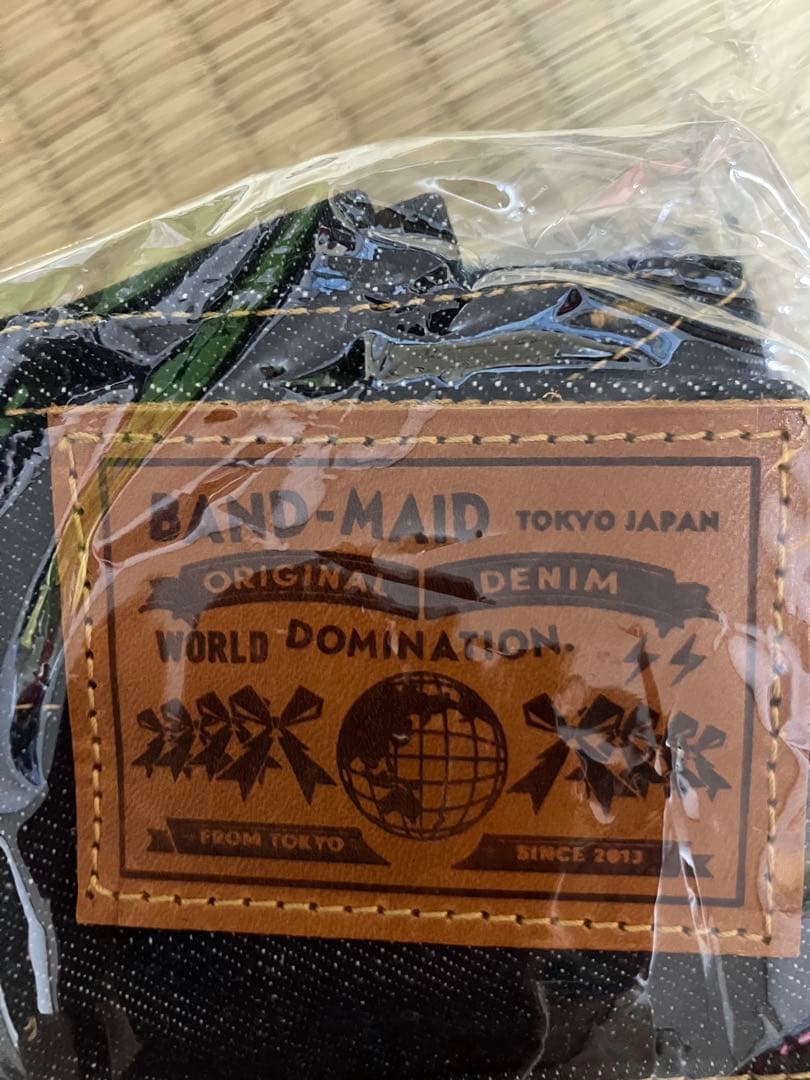 BAND-MAID. TOKYO JAPAN
ORIGINAL DENIM
WORLD DOMINATION.
FROM TOKYO SINCE 2013